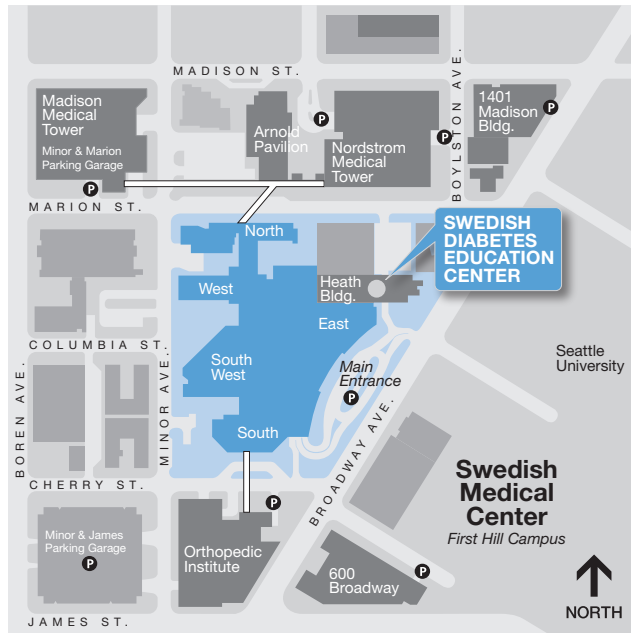 MADISON ST.
BOYLSTON AVE.
Madison
Medical
Tower
Minor & Marion
Parking Garage
P
Arnold
Pavilion
P
Nordstrom
Medical
Tower
P
1401
Madison
Bldg.
P
MARION ST.
North
SWEDISH
DIABETES
EDUCATION
CENTER
West
Heath
Bldg.
East
COLUMBIA ST.
South
West
Main
Entrance
P
Seattle
University
BOREN AVE.
MINOR AVE.
South
BROADWAY AVE.
CHERRY ST.
Swedish
Medical
Center
First Hill Campus
P
Minor & James
Parking Garage
P
Orthopedic
Institute
600
Broadway
P
NORTH
JAMES ST.